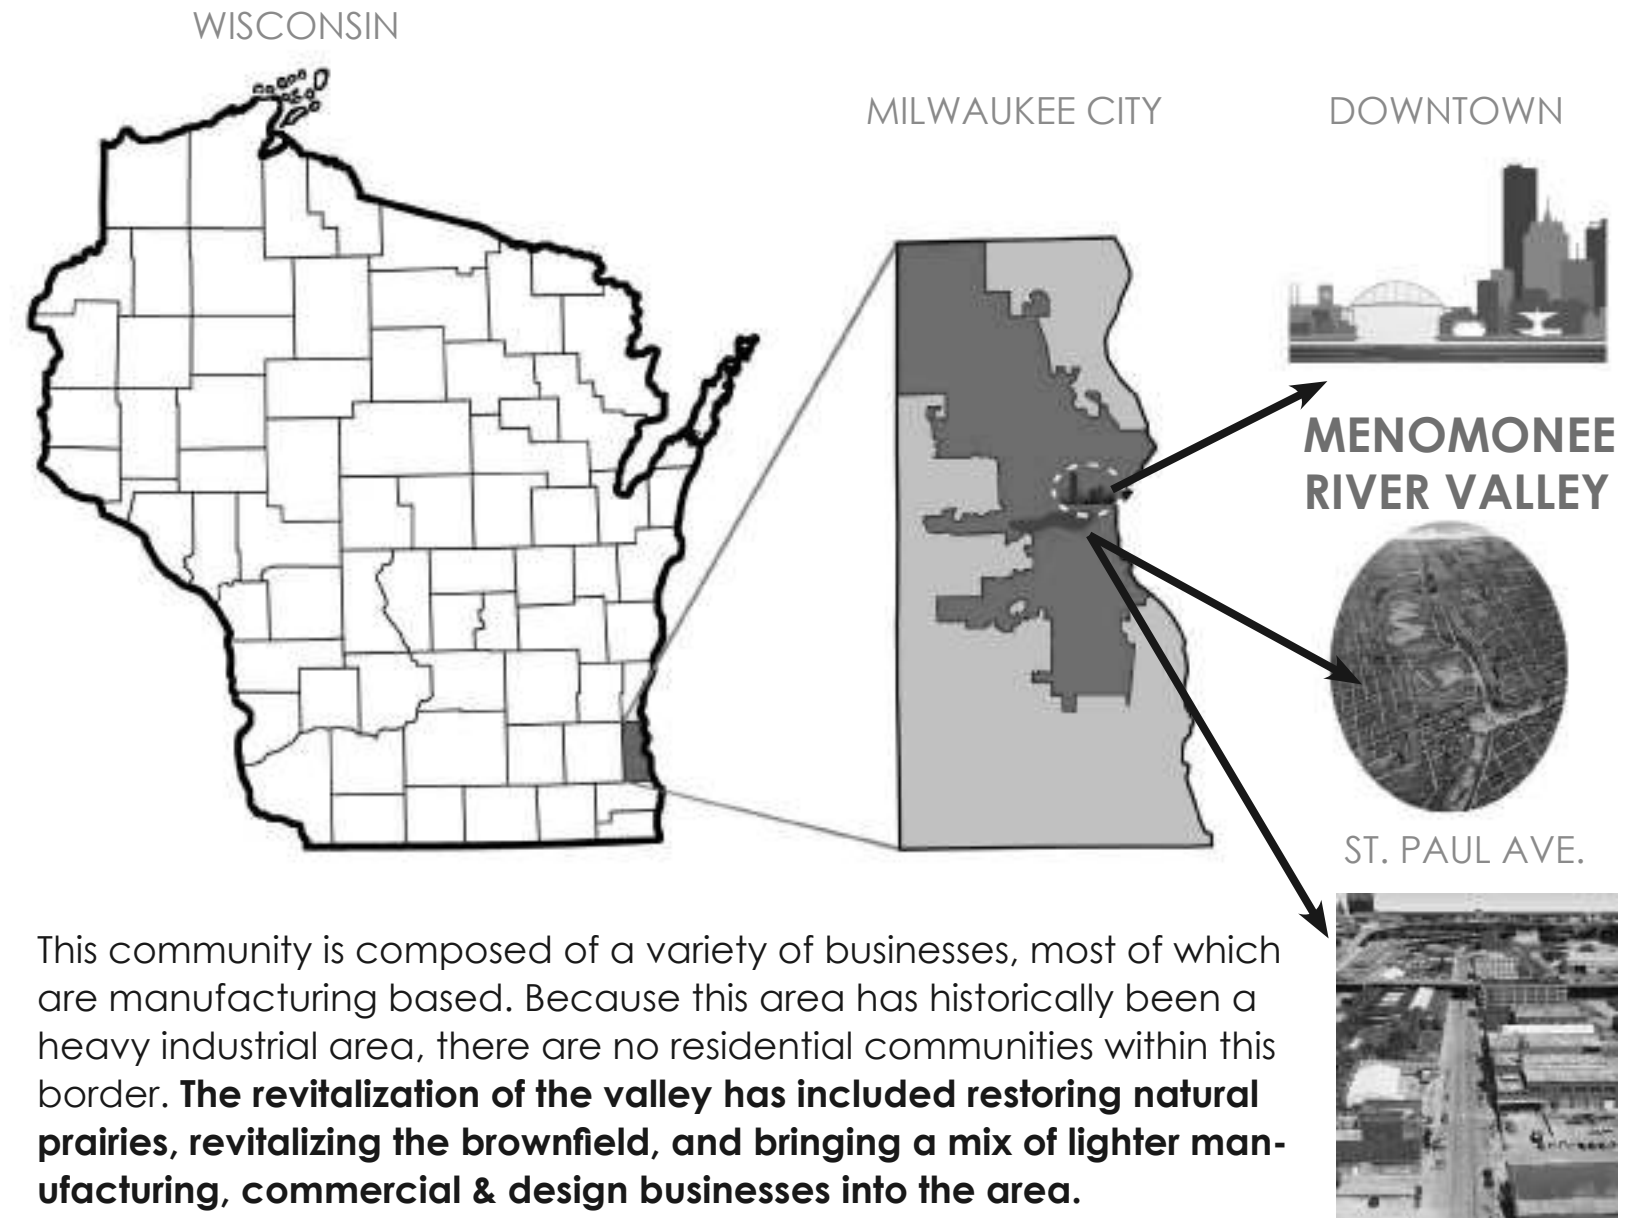 WISCONSIN
MILWAUKEE CITY
DOWNTOWN
MENOMONEE
RIVER VALLEY
ST. PAUL AVE.
This community is composed of a variety of businesses, most of which
are manufacturing based. Because this area has historically been a
heavy industrial area, there are no residential communities within this
border. The revitalization of the valley has included restoring natural
prairies, revitalizing the brownfield, and bringing a mix of lighter man-
ufacturing, commercial & design businesses into the area.